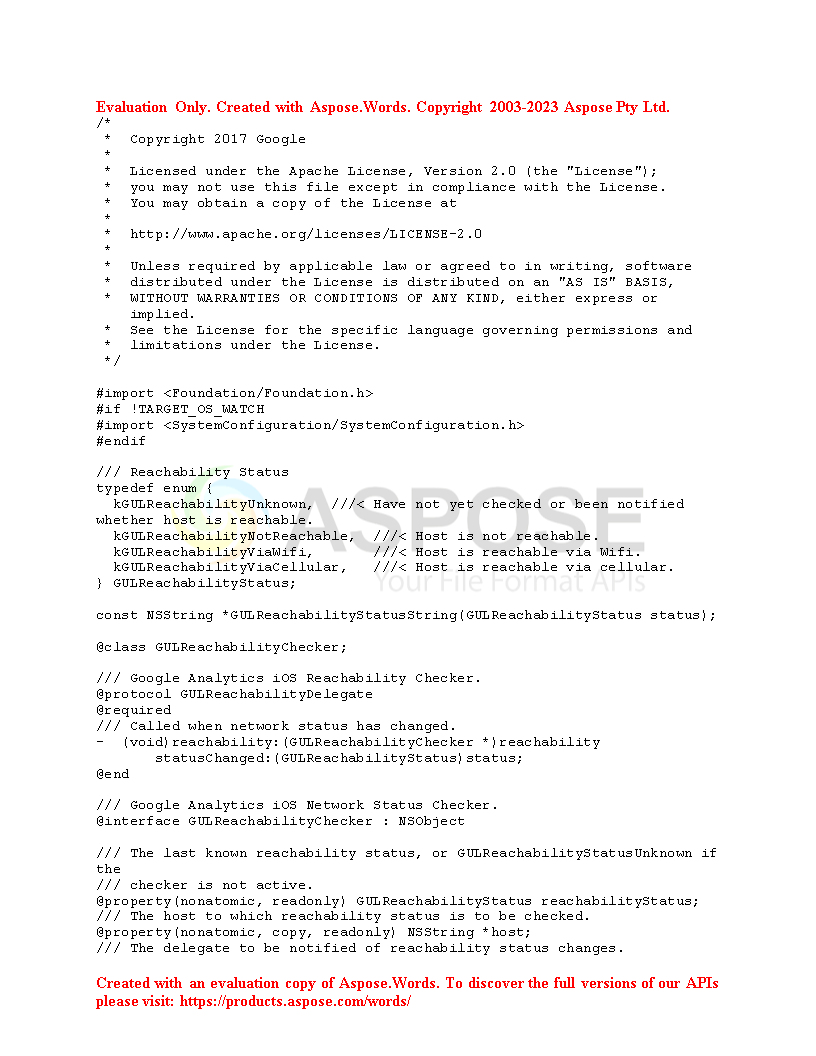 Evaluation Only. Created with Aspose.Words. Copyright 2003-2023 Aspose Pty Ltd.
/*
 *  Copyright 2017 Google
 *
 *  Licensed under the Apache License, Version 2.0 (the "License");
 *  you may not use this file except in compliance with the License.
 *  You may obtain a copy of the License at
 *
 *  http://www.apache.org/licenses/LICENSE-2.0
 *
 *  Unless required by applicable law or agreed to in writing, software
 *  distributed under the License is distributed on an "AS IS" BASIS,
 *  WITHOUT WARRANTIES OR CONDITIONS OF ANY KIND, either express or
    implied.
 *  See the License for the specific language governing permissions and
 *  limitations under the License.
 */

#import <Foundation/Foundation.h>
#if !TARGET_OS_WATCH
#import <SystemConfiguration/SystemConfiguration.h>
#endif

/// Reachability Status
typedef enum {
  kGULReachabilityUnknown,  ///< Have not yet checked or been notified
whether host is reachable.
  kGULReachabilityNotReachable,  ///< Host is not reachable.
  kGULReachabilityViaWifi,       ///< Host is reachable via Wifi.
  kGULReachabilityViaCellular,   ///< Host is reachable via cellular.
} GULReachabilityStatus;
ASPOSE
Your File Format APIs

const NSString *GULReachabilityStatusString(GULReachabilityStatus status);

@class GULReachabilityChecker;

/// Google Analytics iOS Reachability Checker.
@protocol GULReachabilityDelegate
@required
/// Called when network status has changed.
-  (void)reachability:(GULReachabilityChecker *)reachability
       statusChanged:(GULReachabilityStatus)status;
@end

/// Google Analytics iOS Network Status Checker.
@interface GULReachabilityChecker : NSObject

/// The last known reachability status, or GULReachabilityStatusUnknown if
the
/// checker is not active.
@property(nonatomic, readonly) GULReachabilityStatus reachabilityStatus;
/// The host to which reachability status is to be checked.
@property(nonatomic, copy, readonly) NSString *host;
/// The delegate to be notified of reachability status changes.

Created with an evaluation copy of Aspose.Words. To discover the full versions of our APIs
please visit: https://products.aspose.com/words/